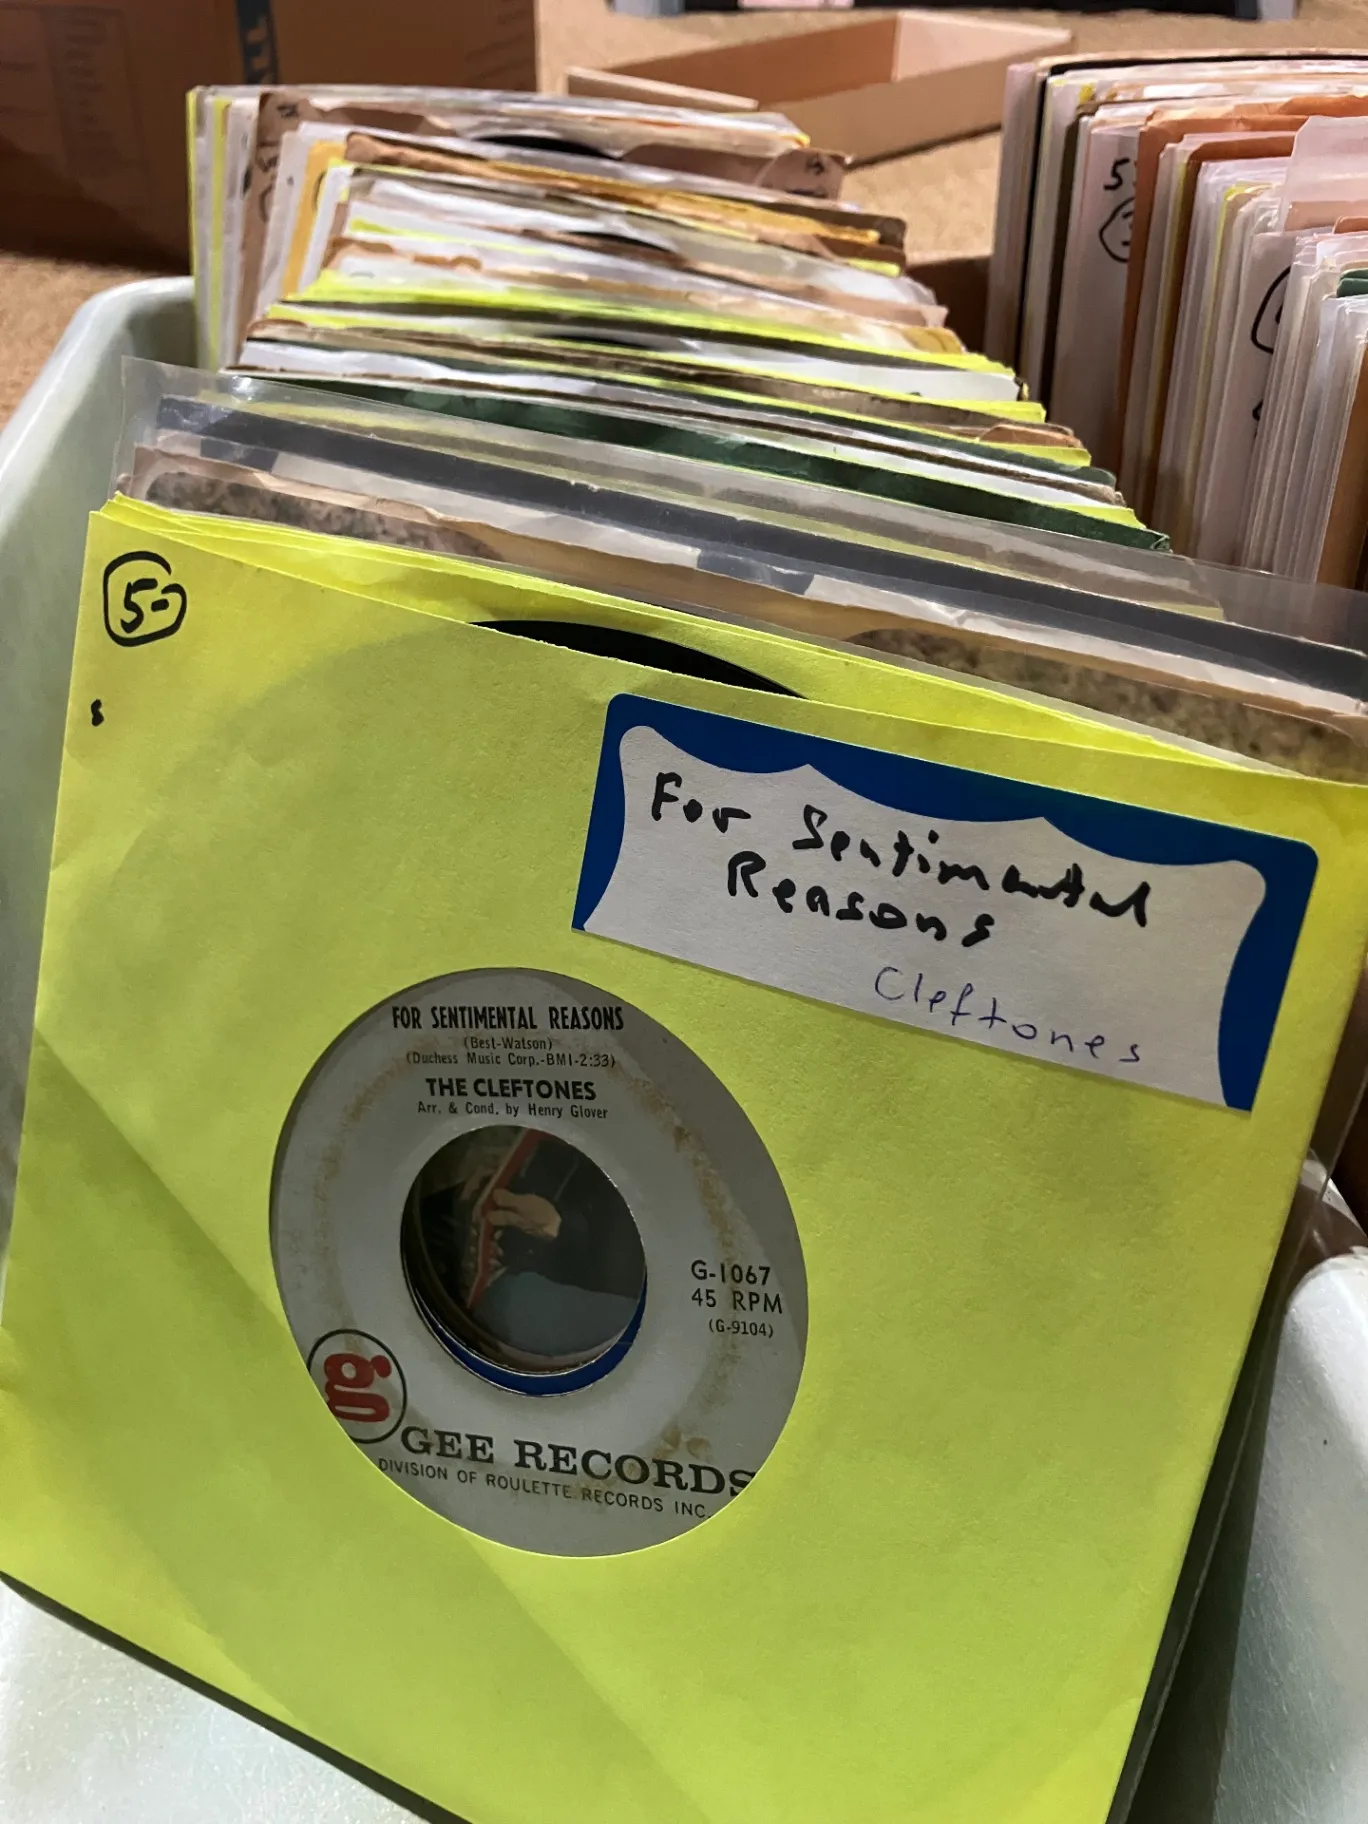 5-
s
For Sentimental
Reasons
Cleftones
FOR SENTIMENTAL REASONS
(Best-Watson)
(Duchess Music Corp.-BMI-2:33)
THE CLEFTONES
Arr. & Cond. by Henry Glover
G-1067
45 RPM
(G-9104)
GEE RECORDS
DIVISION OF ROULETTE RECORDS INC.